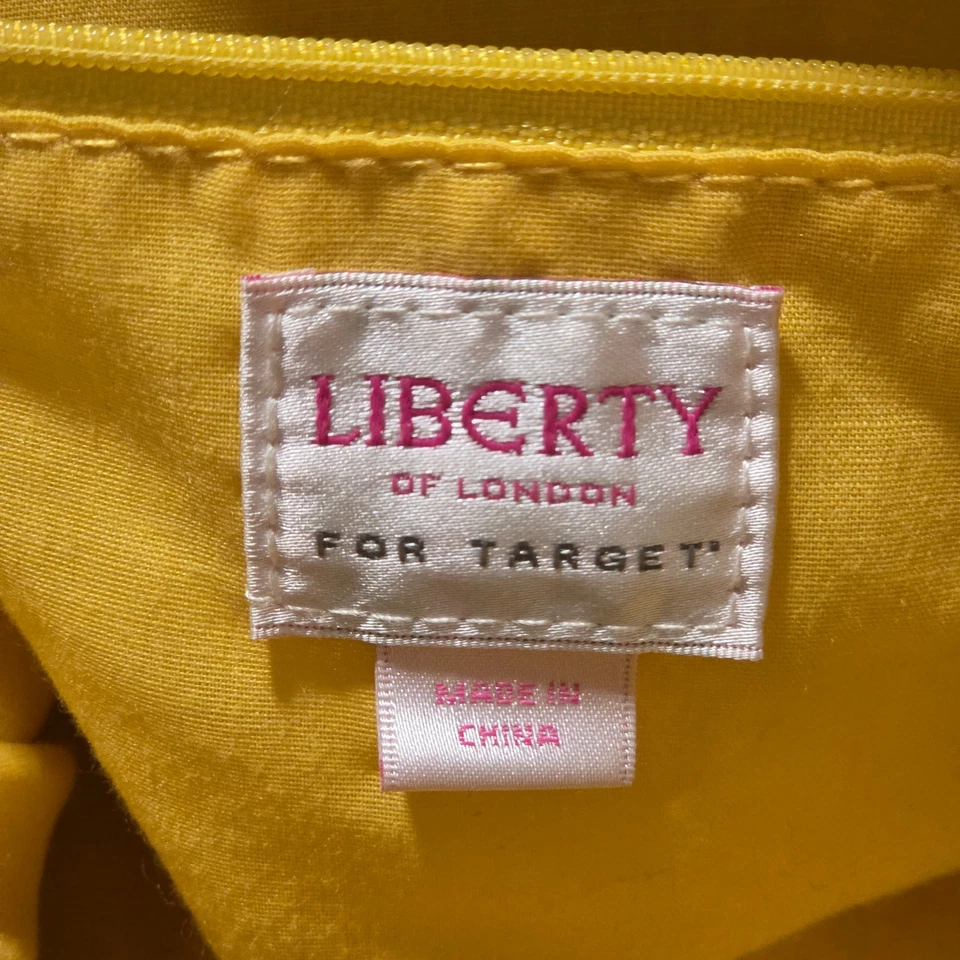 LIBERTY
OF LONDON
FOR TARGET
MADE IN
CHINA